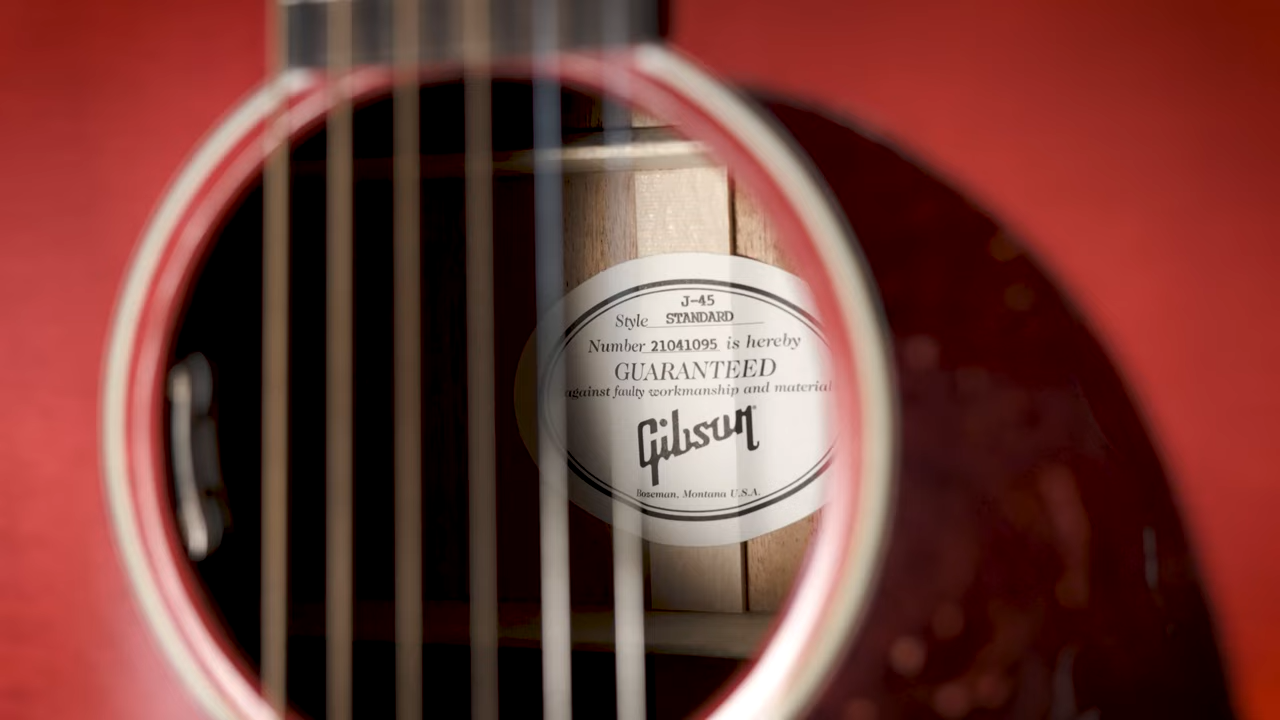 J-45
Style STANDARD
Number 21041095 is hereby
GUARANTEED
against faulty workmanship and material
Gibson
Bozeman, Montana U.S.A.